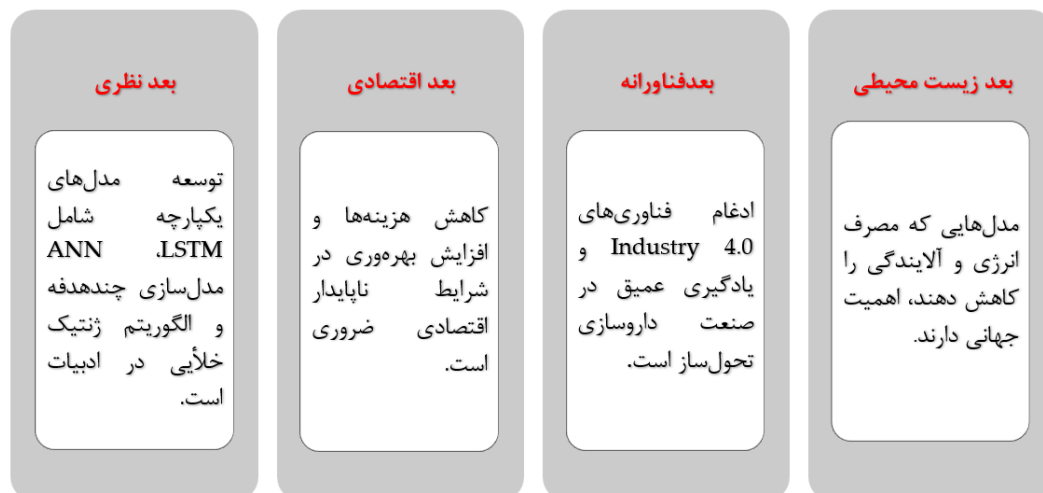 بعد زیست محیطی
مدل‌هایی که مصرف
انرژی و آلایندگی را
کاهش دهند، اهمیت
جهانی دارند.
بعدفناورانه
ادغام فناوری‌های
Industry 4.0 و
یادگیری عمیق در
صنعت داروسازی
تحول‌ساز است.
بعد اقتصادی
کاهش هزینه‌ها و
افزایش بهره‌وری در
شرایط ناپایدار
اقتصادی ضروری
است.
بعد نظری
توسعه مدل‌های
یکپارچه شامل
LSTM، ANN
مدل‌سازی چندهدفه
و الگوریتم ژنتیک
خلأیی در ادبیات
است.